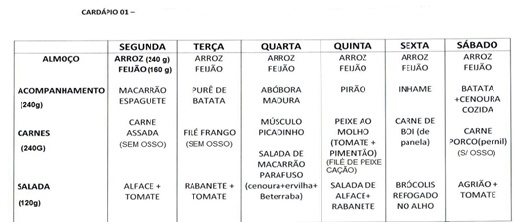 CARDÁPIO 01 –
SEGUNDA TERÇA QUARTA QUINTA SEXTA SÁBADO
ALMOÇO ARROZ (240 g) ARROZ ARROZ ARROZ ARROZ ARROZ
FEIJÃO (160 g) FEIJÃO FEIJÃO FEIJÃO FEIJÃO FEIJÃO
ACOMPANHAMENTO MACARRÃO PURÊ DE ABÓBORA PIRÃO INHAME BATATA
(240g) ESPAGUETE BATATA MADURA +CENOURA
COZIDA
CARNE MÚSCULO PEIXE AO CARNE DE
CARNES ASSADA FILÉ FRANGO PICADINHO MOLHO BOI (de CARNE
(240G) (SEM OSSO) (SEM OSSO) (TOMATE + panela) PORCO(pernil)
SALADA DE PIMENTÃO) (S/ OSSO)
MACARRÃO (FILÉ DE PEIXE
PARAFUSO CAÇÃO)
SALADA ALFACE + RABANETE + (cenoura+ervilha+ SALADA DE BRÓCOLIS AGRIÃO +
(120g) TOMATE TOMATE Beterraba) ALFACE+ REFOGADO TOMATE
RABANETE NO ALHO